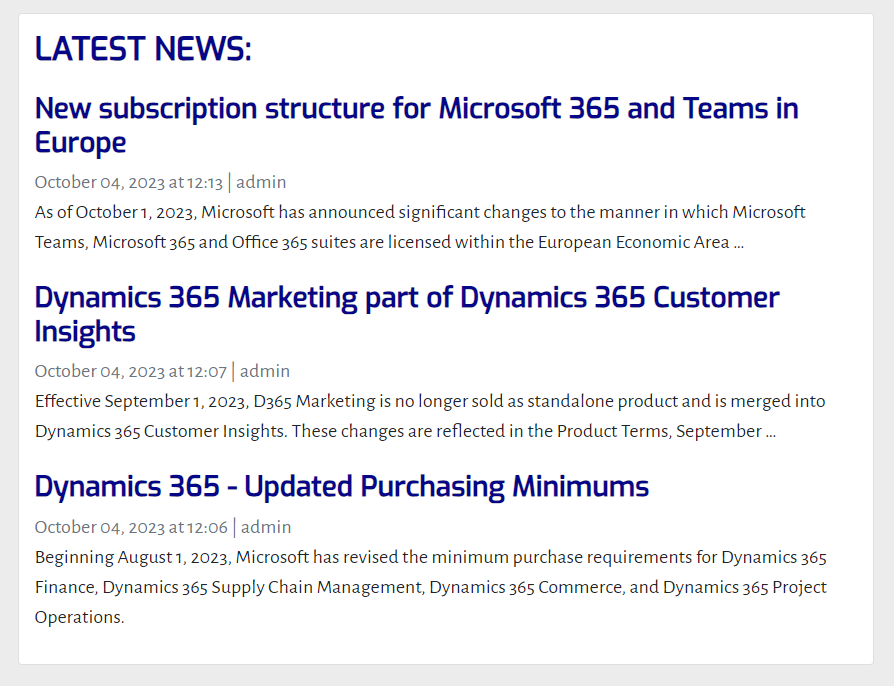 LATEST NEWS:
New subscription structure for Microsoft 365 and Teams in
Europe
October 04, 2023 at 12:13 | admin
As of October 1, 2023, Microsoft has announced significant changes to the manner in which Microsoft
Teams, Microsoft 365 and Office 365 suites are licensed within the European Economic Area ...
Dynamics 365 Marketing part of Dynamics 365 Customer
Insights
October 04, 2023 at 12:07 | admin
Effective September 1, 2023, D365 Marketing is no longer sold as standalone product and is merged into
Dynamics 365 Customer Insights. These changes are reflected in the Product Terms, September ...
Dynamics 365 - Updated Purchasing Minimums
October 04, 2023 at 12:06 | admin
Beginning August 1, 2023, Microsoft has revised the minimum purchase requirements for Dynamics 365
Finance, Dynamics 365 Supply Chain Management, Dynamics 365 Commerce, and Dynamics 365 Project
Operations.